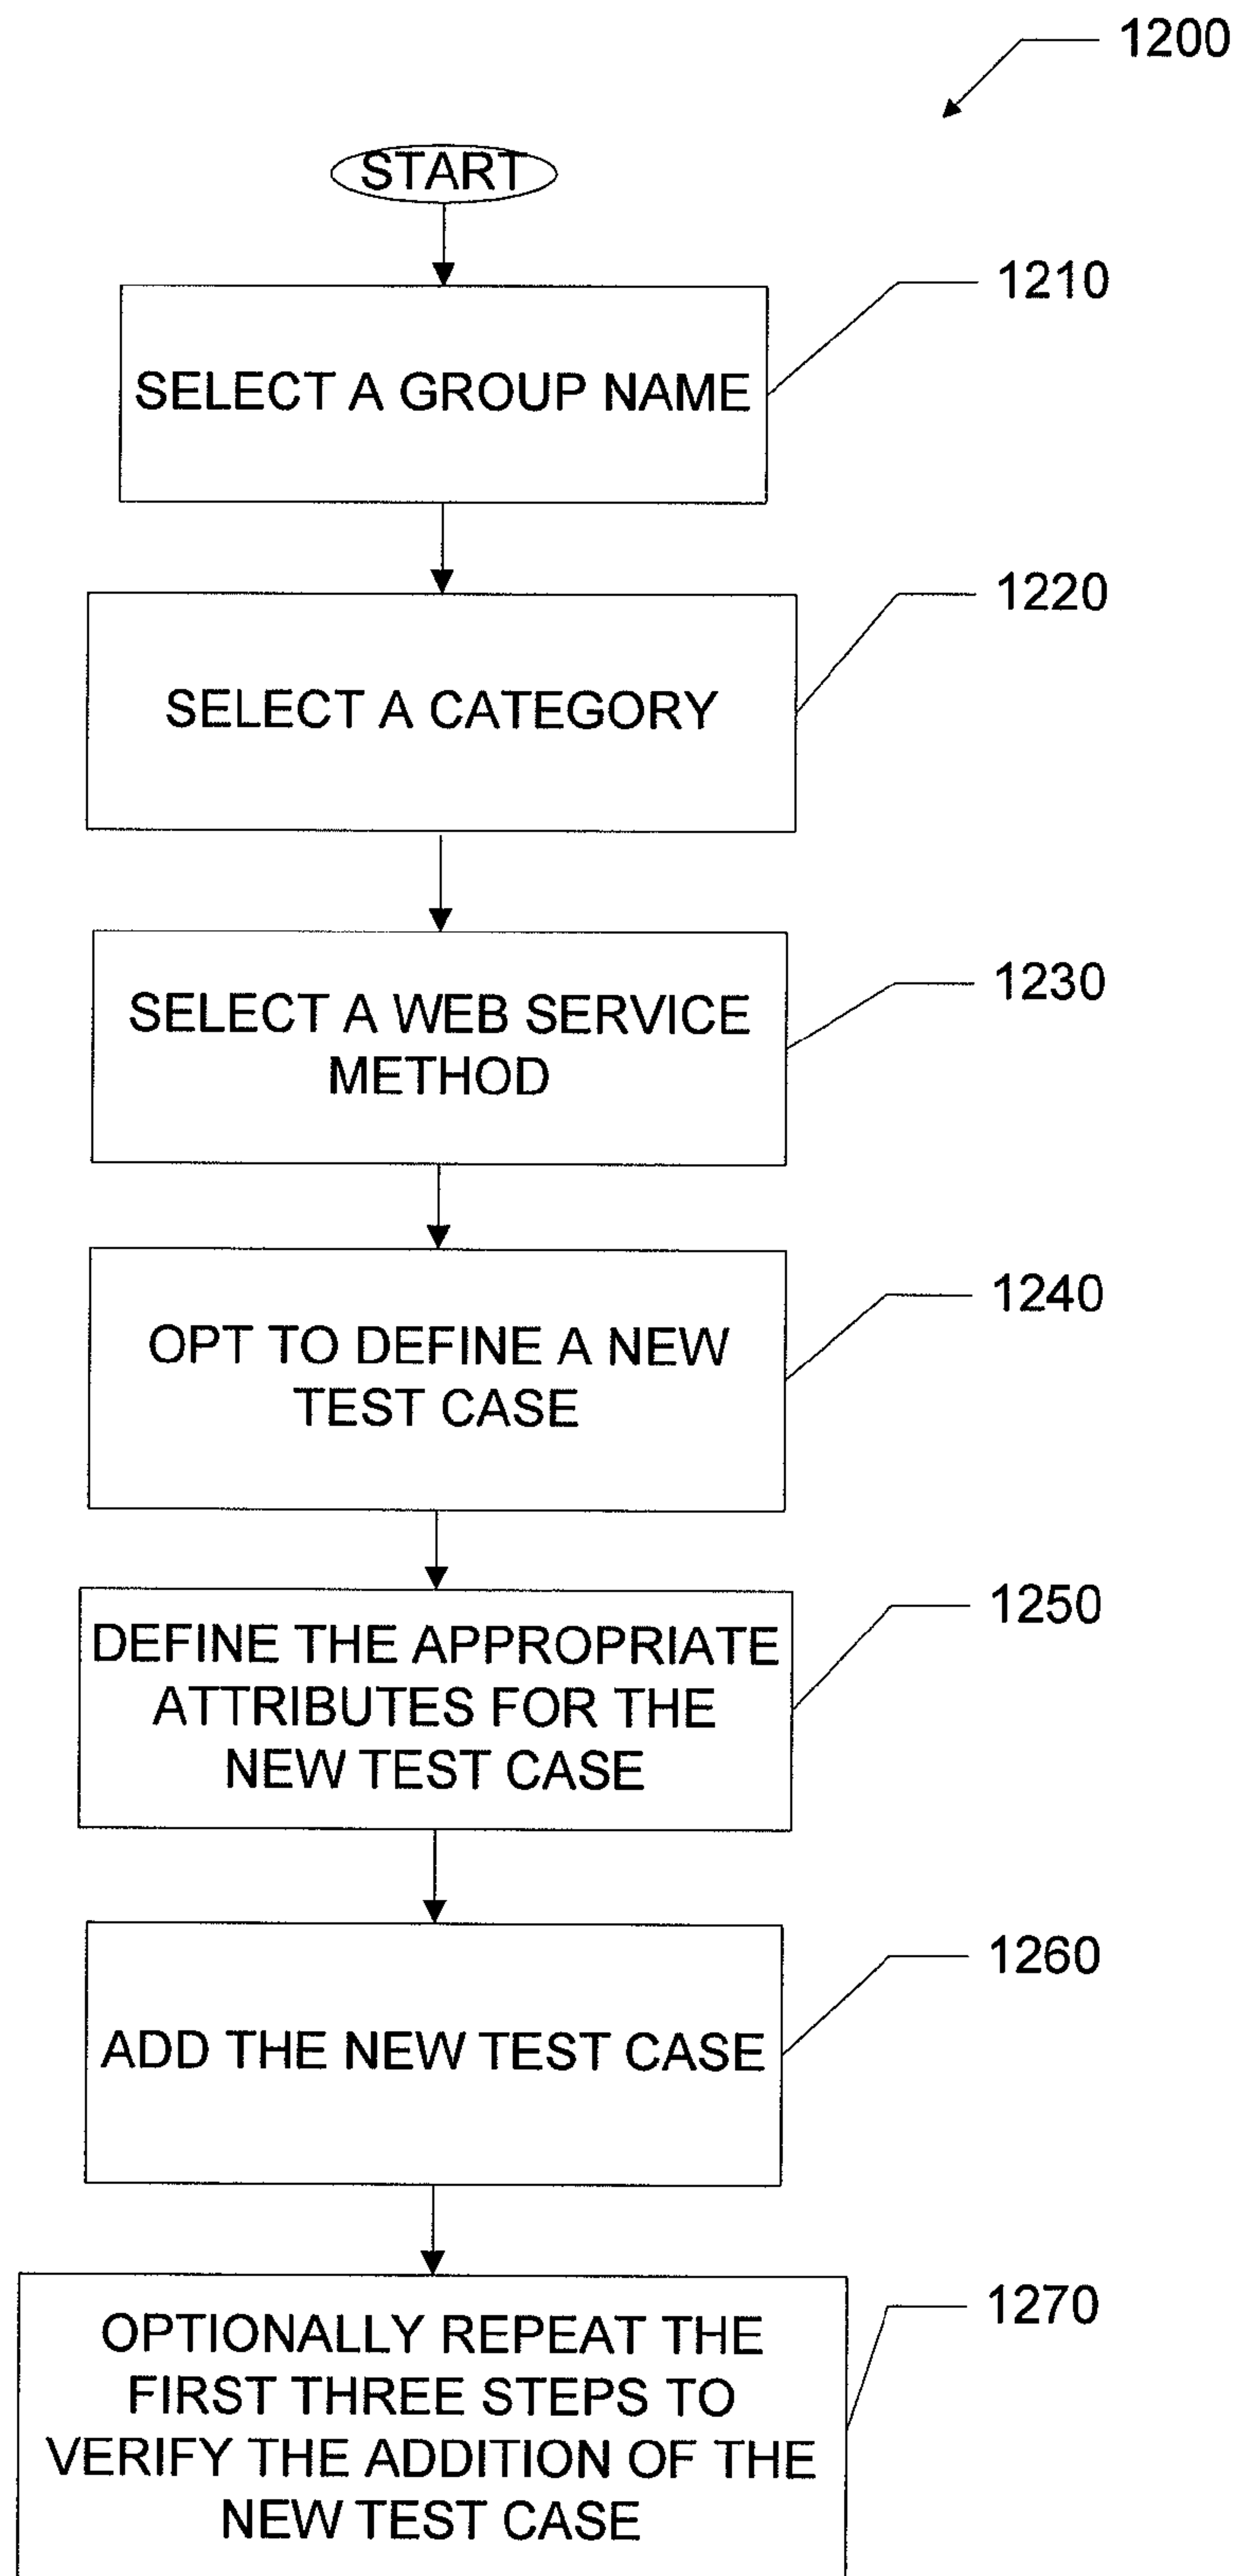 1200
START
1210
SELECT A GROUP NAME
1220
SELECT A CATEGORY
1230
SELECT A WEB SERVICE
METHOD
1240
OPT TO DEFINE A NEW
TEST CASE
1250
DEFINE THE APPROPRIATE
ATTRIBUTES FOR THE
NEW TEST CASE
1260
ADD THE NEW TEST CASE
1270
OPTIONALLY REPEAT THE
FIRST THREE STEPS TO
VERIFY THE ADDITION OF THE
NEW TEST CASE